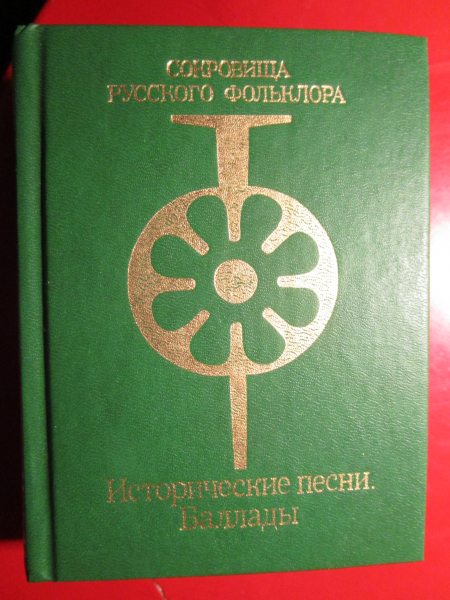 СОКРОВИЩА
РУССКОГО ФОЛЬКЛОРА
Исторические песни.
Баллады